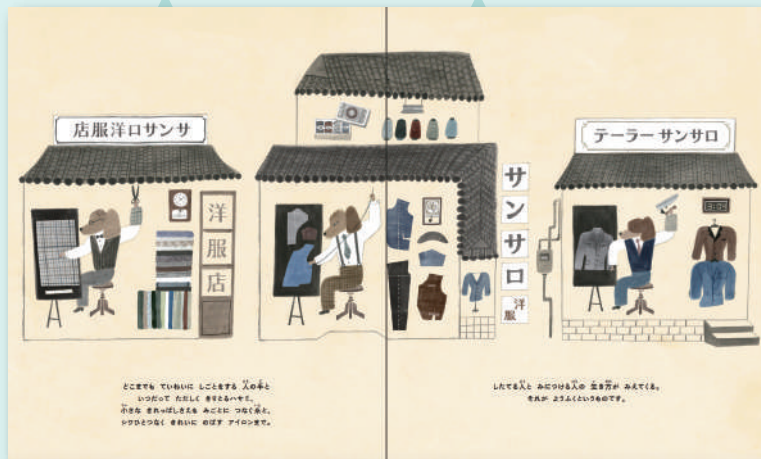 店服洋ロサンサ
洋
服
店
サ
ン
サ
ロ
洋服
テーラー サンサロ
どこまでも ていねいに しごとをする 人の手と
いつだって ただしく きりとるハサミ、
小さな きれっぱしさえも みごとに つなぐ糸と、
シワひとつなく きれいに のばす アイロンまで。
したてる人と みにつける人の 生き方が みえてくる。
それが ようふくというものです。